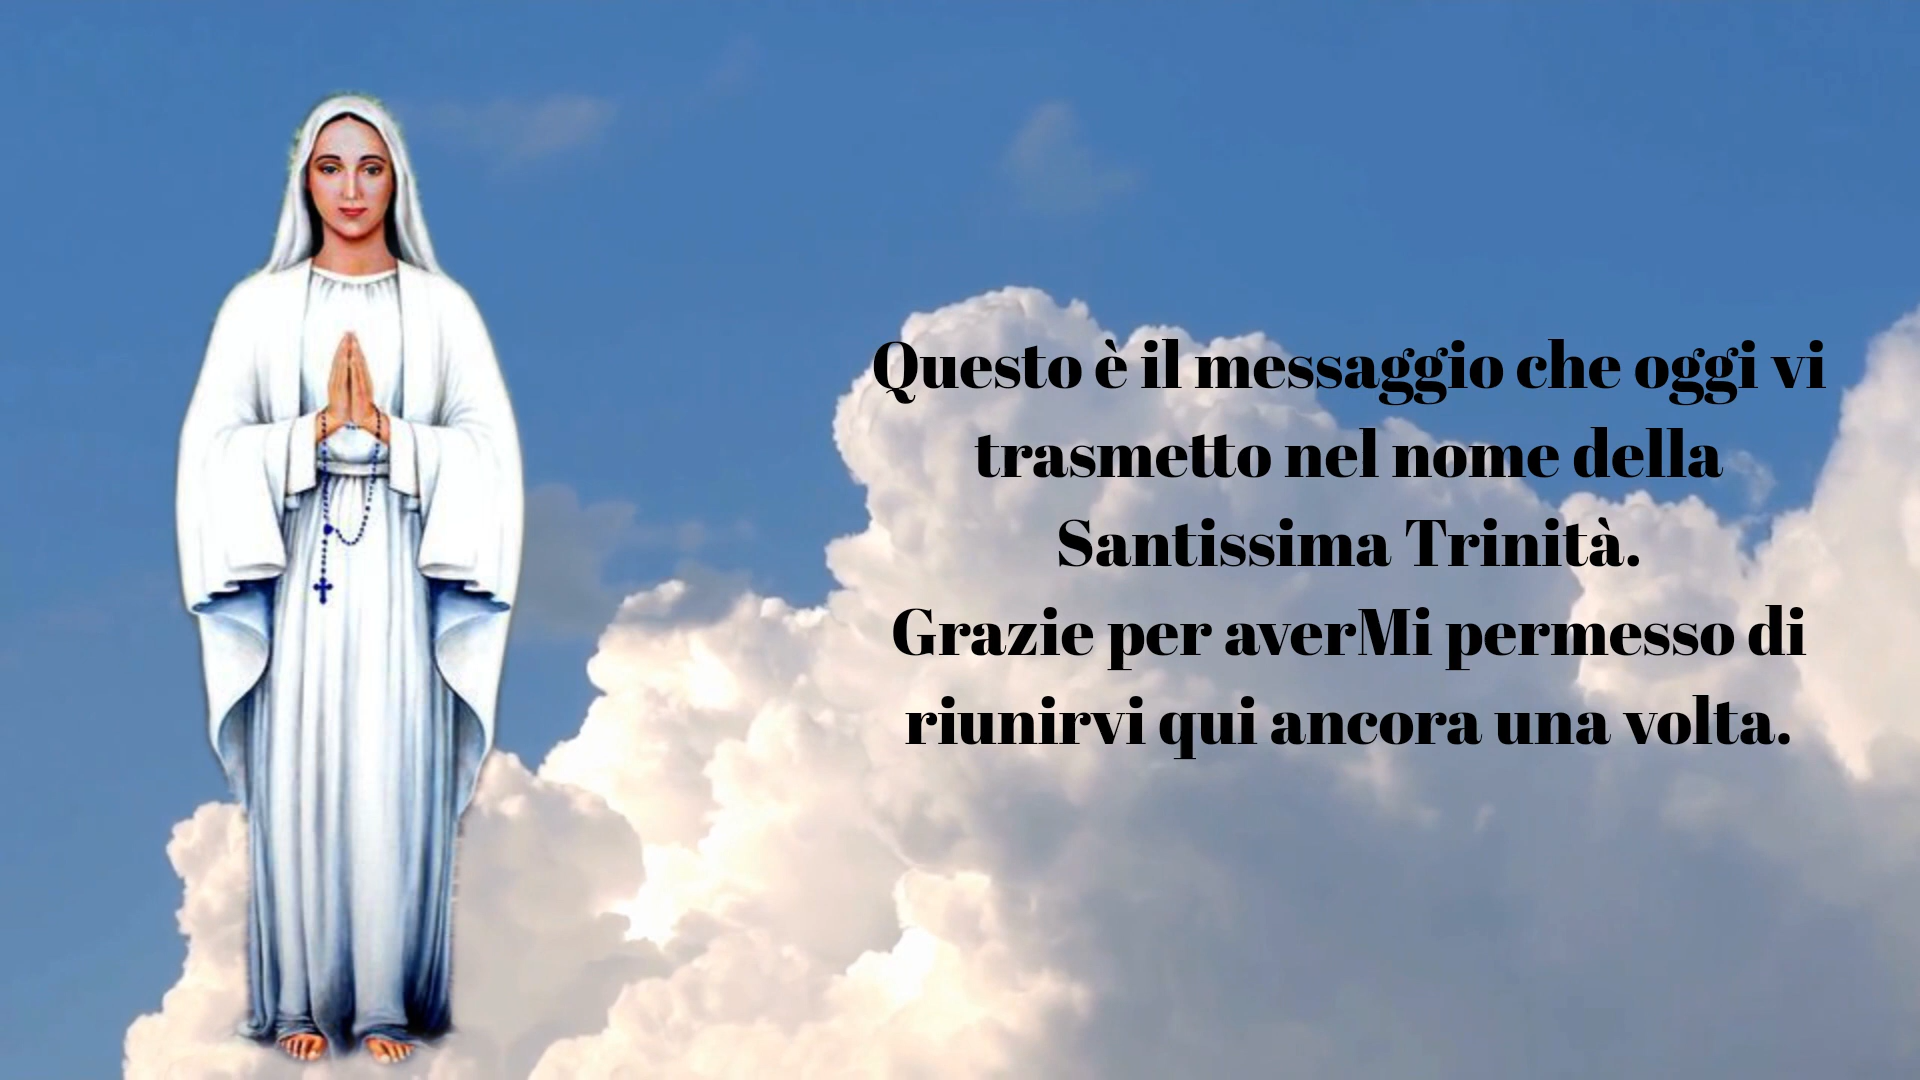 Questo è il messaggio che oggi vi
trasmetto nel nome della
Santissima Trinità.
Grazie per averMi permesso di
riunirvi qui ancora una volta.